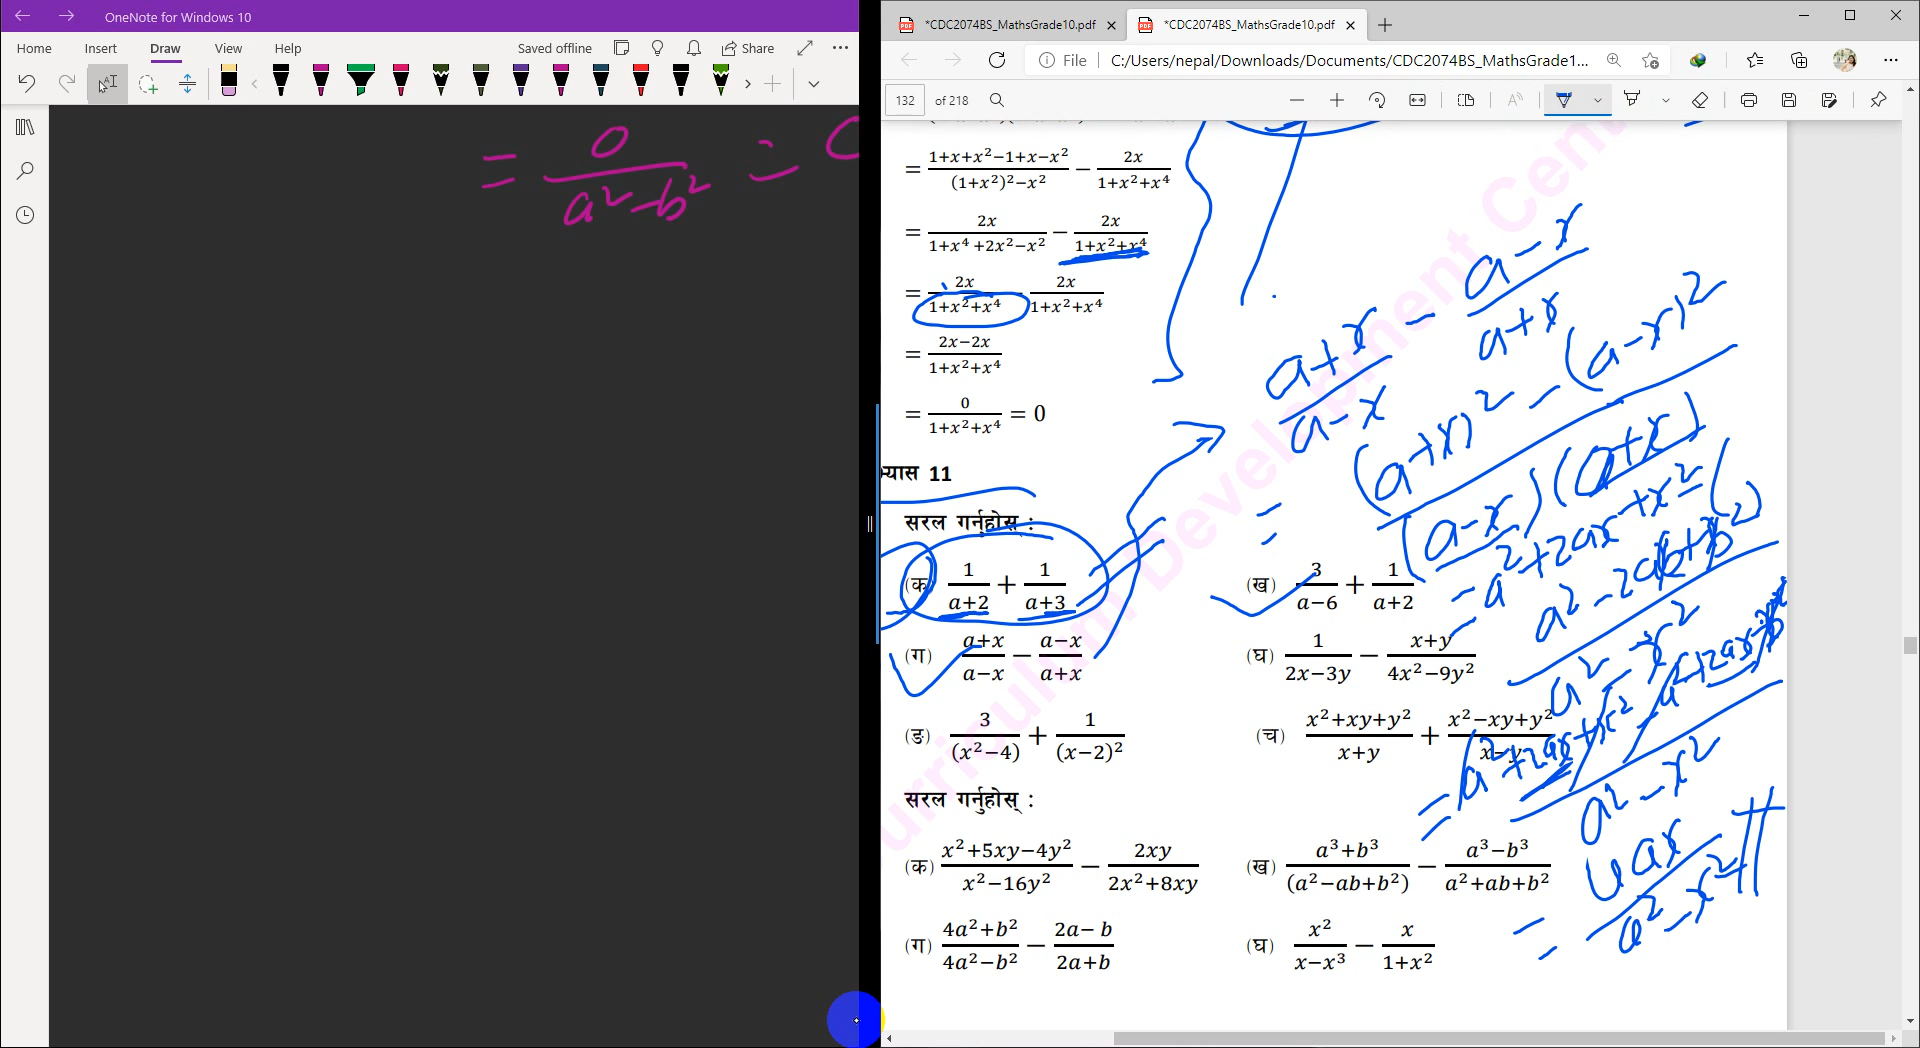 OneNote for Windows 10
Home Insert Draw View Help Saved offline Share
= 0/(a²-b²) =
*CDC2074BS_MathsGrade10.pdf
*CDC2074BS_MathsGrade10.pdf
File C:/Users/nepal/Downloads/Documents/CDC2074BS_MathsGrade1...
132 of 218
= (1+x+x²−1+x−x²)/((1+x²)²−x²) − 2x/(1+x²+x⁴)
= 2x/(1+x⁴+2x²−x²) − 2x/(1+x²+x⁴)
= 2x/(1+x²+x⁴) − 2x/(1+x²+x⁴)
= (2x−2x)/(1+x²+x⁴)
= 0/(1+x²+x⁴) = 0
11
सरल गर्नुहोस् :
(क) 1/(a+2) + 1/(a+3) (ख) 3/(a−6) + 1/(a+2)
(ग) (a+x)/(a−x) − (a−x)/(a+x) (घ) 1/(2x−3y) − (x+y)/(4x²−9y²)
(ङ) 3/(x²−4) + 1/(x−2)² (च) (x²+xy+y²)/(x+y) + (x²−xy+y²)/(x−y)
सरल गर्नुहोस् :
(क) (x²+5xy−4y²)/(x²−16y²) − 2xy/(2x²+8xy) (ख) (a³+b³)/(a²−ab+b²) − (a³−b³)/(a²+ab+b²)
(ग) (4a²+b²)/(4a²−b²) − (2a− b)/(2a+b) (घ) x²/(x−x³) − x/(1+x²)
(a+x)/(a−x) − (a−x)/(a+x)
= ((a+x)² − (a−x)²)/((a−x)(a+x))
= 4ax/(a²−x²)
urriculum Development Cent